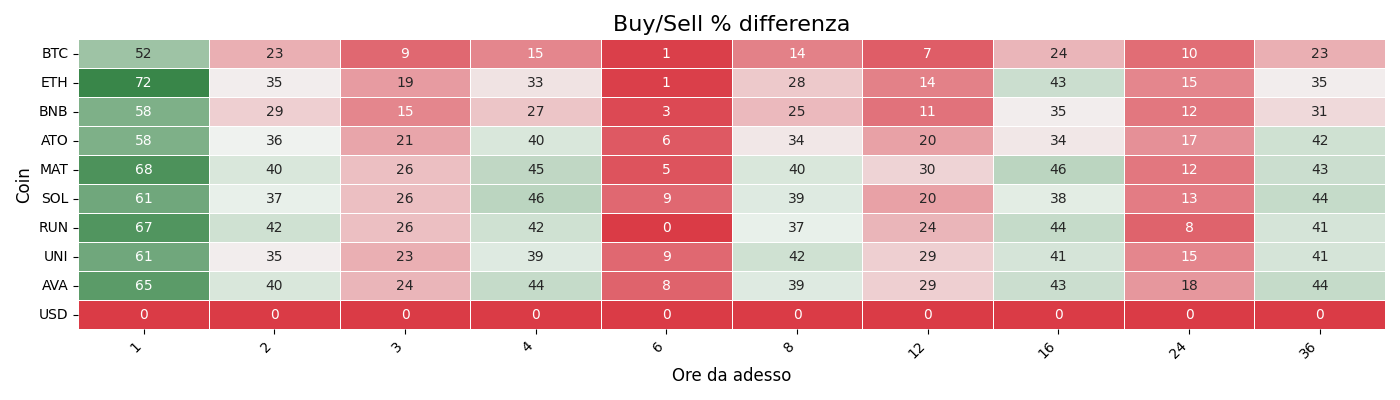 Buy/Sell % differenza
Coin
BTC 52 23 9 15 1 14 7 24 10 23
ETH 72 35 19 33 1 28 14 43 15 35
BNB 58 29 15 27 3 25 11 35 12 31
ATO 58 36 21 40 6 34 20 34 17 42
MAT 68 40 26 45 5 40 30 46 12 43
SOL 61 37 26 46 9 39 20 38 13 44
RUN 67 42 26 42 0 37 24 44 8 41
UNI 61 35 23 39 9 42 29 41 15 41
AVA 65 40 24 44 8 39 29 43 18 44
USD 0 0 0 0 0 0 0 0 0 0
1 2 3 4 6 8 12 16 24 36
Ore da adesso